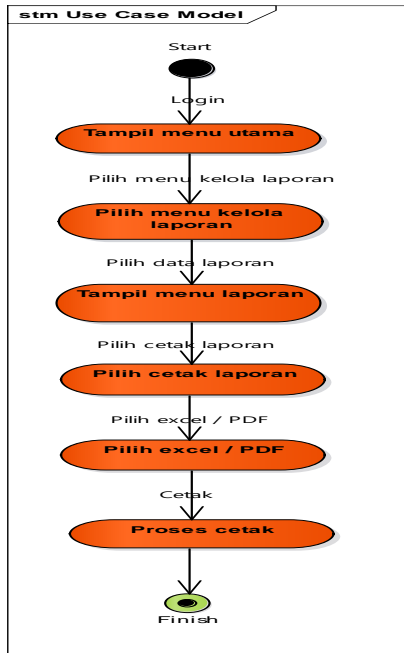 stm Use Case Model
Start
Login
Tampil menu utama
Pilih menu kelola laporan
Pilih menu kelola
laporan
Pilih data laporan
Tampil menu laporan
Pilih cetak laporan
Pilih cetak laporan
Pilih excel / PDF
Pilih excel / PDF
Cetak
Proses cetak
Finish